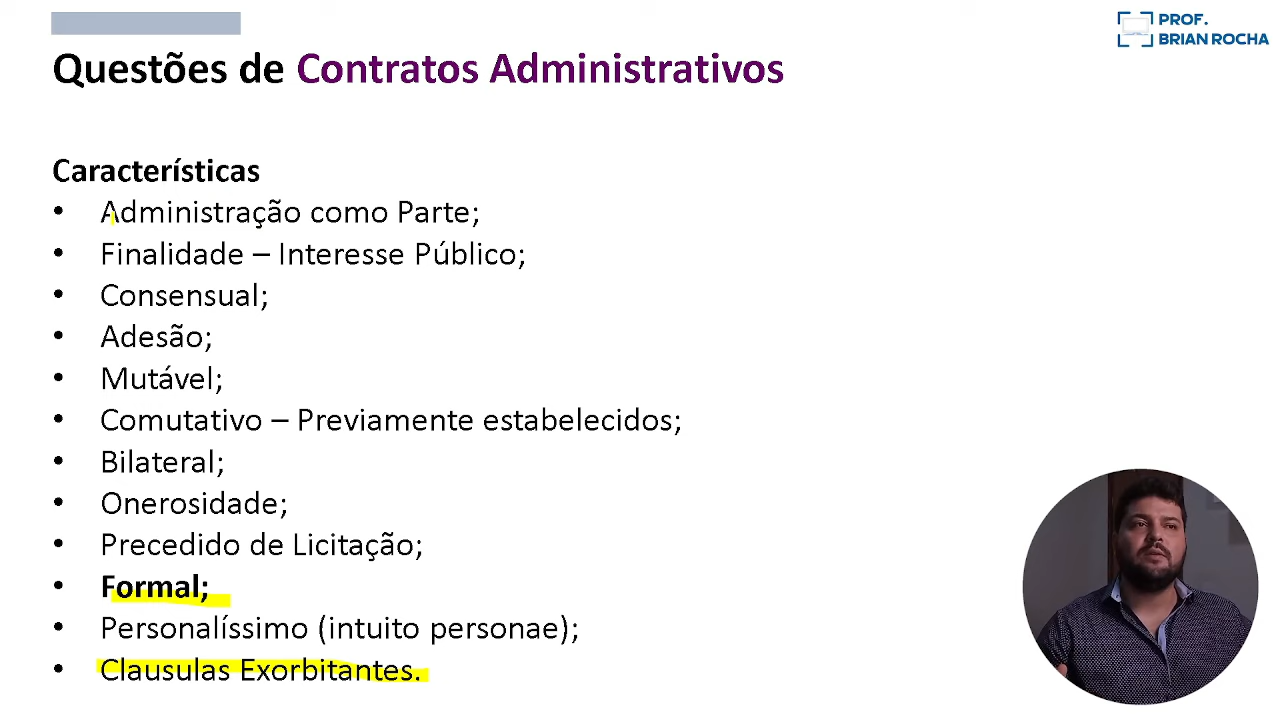 PROF.
BRIAN ROCHA
Questões de Contratos Administrativos
Características
• Administração como Parte;
• Finalidade – Interesse Público;
• Consensual;
• Adesão;
• Mutável;
• Comutativo – Previamente estabelecidos;
• Bilateral;
• Onerosidade;
• Precedido de Licitação;
• Formal;
• Personalíssimo (intuito personae);
• Clausulas Exorbitantes.